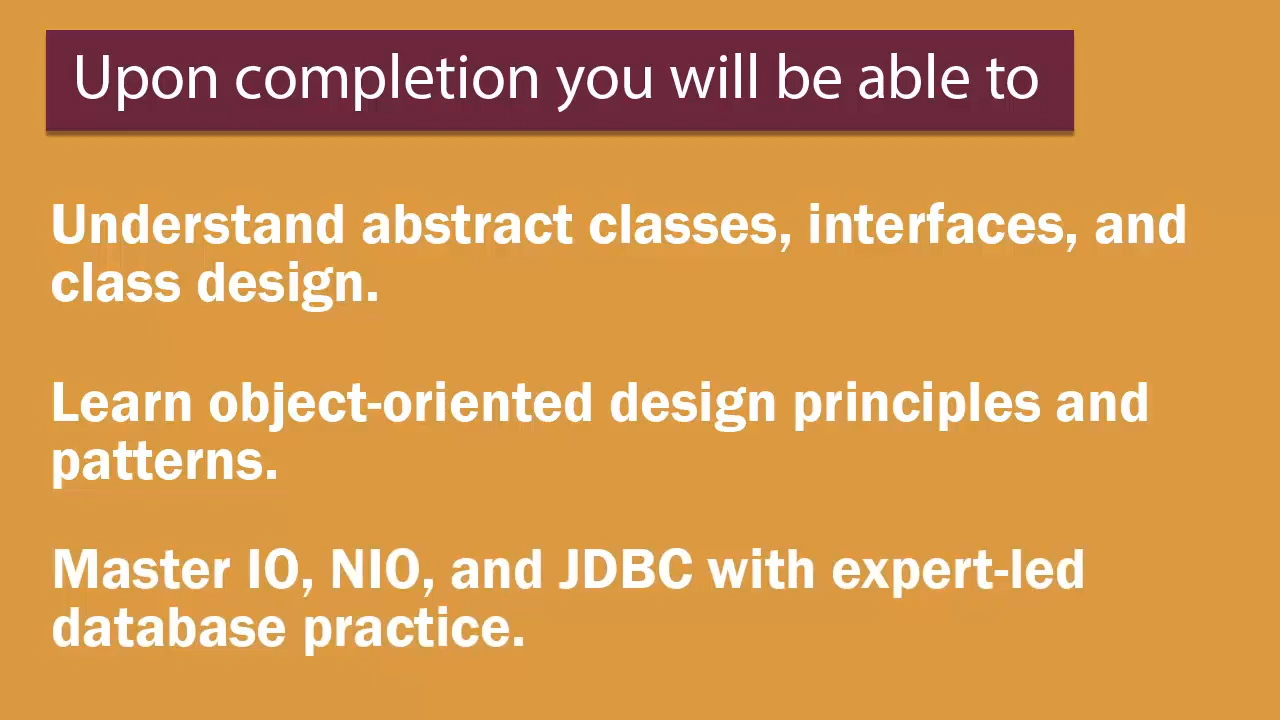 Upon completion you will be able to
Understand abstract classes, interfaces, and
class design.
Learn object-oriented design principles and
patterns.
Master IO, NIO, and JDBC with expert-led
database practice.